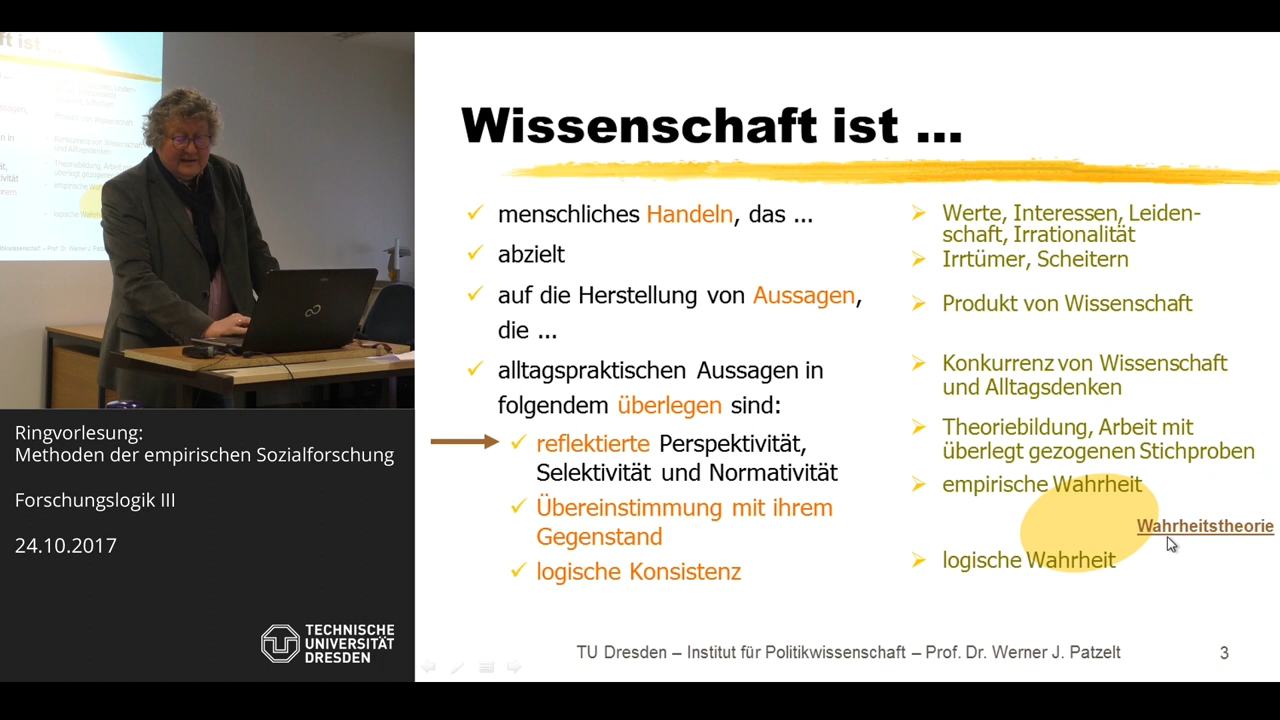 Wissenschaft ist ...
menschliches Handeln, das ...
abzielt
auf die Herstellung von Aussagen,
die ...
alltagspraktischen Aussagen in
folgendem überlegen sind:
reflektierte Perspektivität,
Selektivität und Normativität
Übereinstimmung mit ihrem
Gegenstand
logische Konsistenz
Werte, Interessen, Leiden-
schaft, Irrationalität
Irrtümer, Scheitern
Produkt von Wissenschaft
Konkurrenz von Wissenschaft
und Alltagsdenken
Theoriebildung, Arbeit mit
überlegt gezogenen Stichproben
empirische Wahrheit
Wahrheitstheorie
logische Wahrheit
TU Dresden – Institut für Politikwissenschaft – Prof. Dr. Werner J. Patzelt
3
Ringvorlesung:
Methoden der empirischen Sozialforschung
Forschungslogik III
24.10.2017
TECHNISCHE
UNIVERSITÄT
DRESDEN